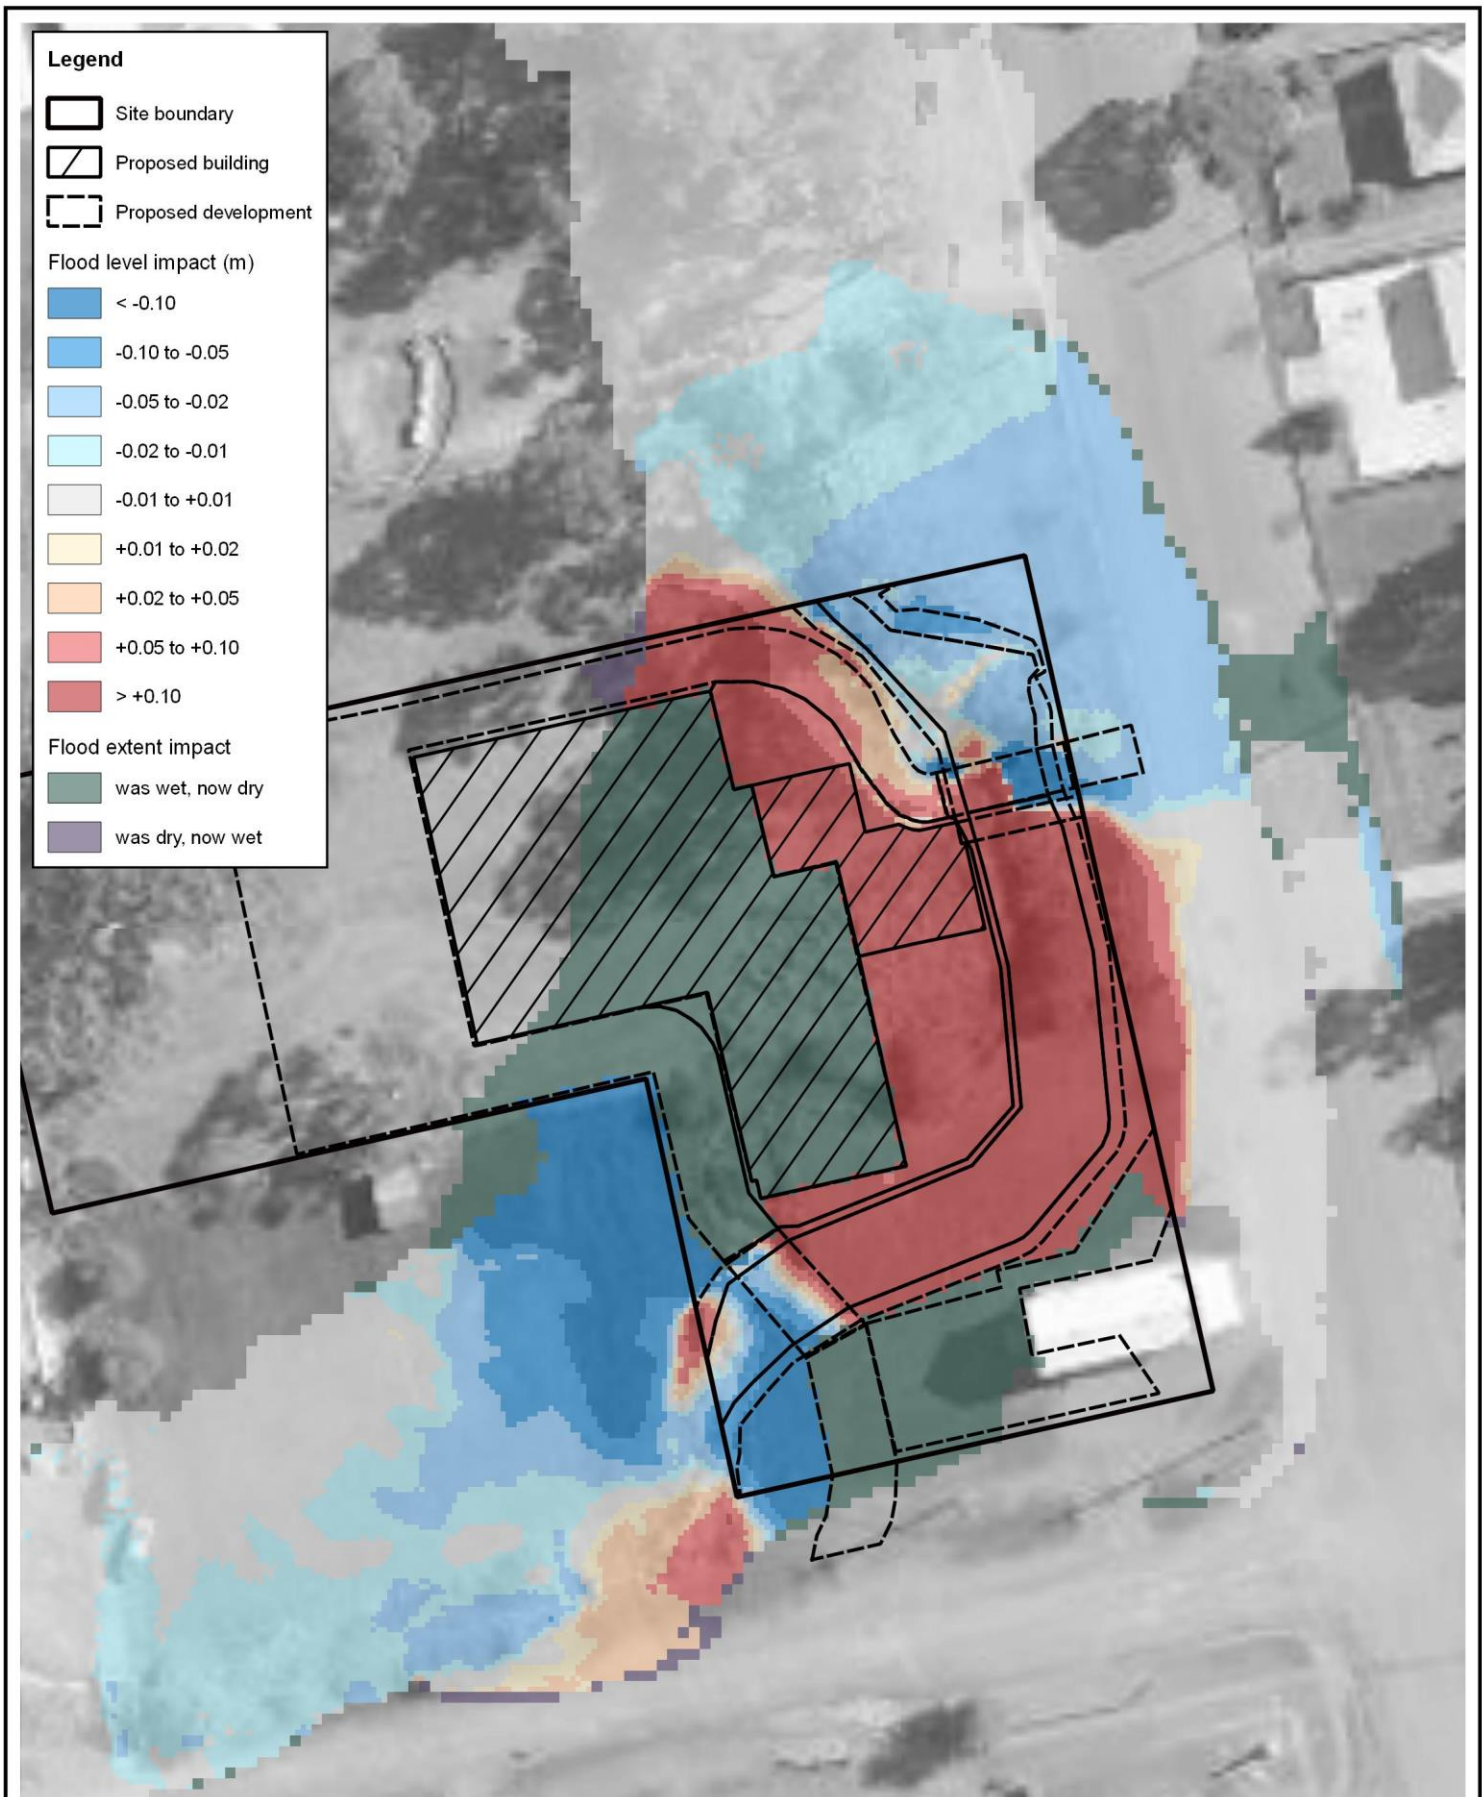 Legend
Site boundary
Proposed building
Proposed development
Flood level impact (m)
< -0.10
-0.10 to -0.05
-0.05 to -0.02
-0.02 to -0.01
-0.01 to +0.01
+0.01 to +0.02
+0.02 to +0.05
+0.05 to +0.10
> +0.10
Flood extent impact
was wet, now dry
was dry, now wet